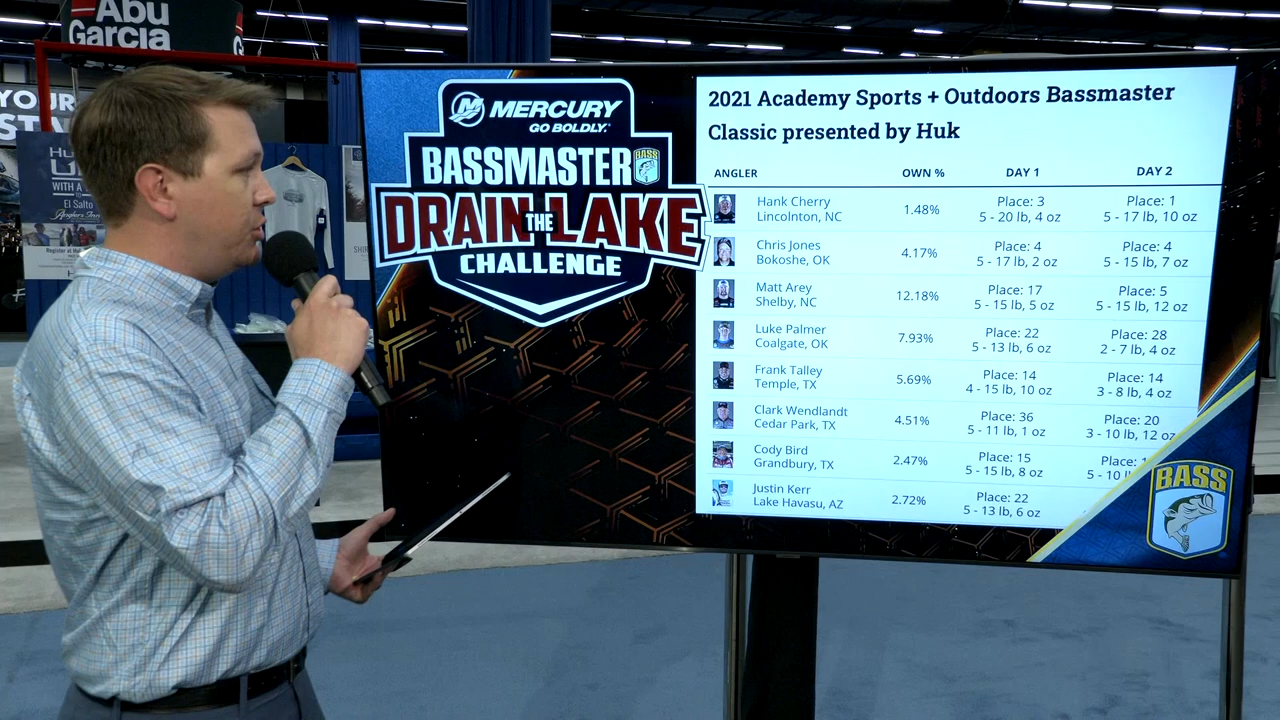 Abu
Garcia
YOUR
WITH A
El Salto
MERCURY
GO BOLDLY.
BASSMASTER BASS
DRAIN THE LAKE
CHALLENGE
2021 Academy Sports + Outdoors Bassmaster
Classic presented by Huk
ANGLER OWN % DAY 1 DAY 2
Hank Cherry
Lincolnton, NC
1.48%
Place: 3
5 - 20 lb, 4 oz
Place: 1
5 - 17 lb, 10 oz
Chris Jones
Bokoshe, OK
4.17%
Place: 4
5 - 17 lb, 2 oz
Place: 4
5 - 15 lb, 7 oz
Matt Arey
Shelby, NC
12.18%
Place: 17
5 - 15 lb, 5 oz
Place: 5
5 - 15 lb, 12 oz
Luke Palmer
Coalgate, OK
7.93%
Place: 22
5 - 13 lb, 6 oz
Place: 28
2 - 7 lb, 4 oz
Frank Talley
Temple, TX
5.69%
Place: 14
4 - 15 lb, 10 oz
Place: 14
3 - 8 lb, 4 oz
Clark Wendlandt
Cedar Park, TX
4.51%
Place: 36
5 - 11 lb, 1 oz
Place: 20
3 - 10 lb, 12 oz
Cody Bird
Grandbury, TX
2.47%
Place: 15
5 - 15 lb, 8 oz
Place:
5 - 10
Justin Kerr
Lake Havasu, AZ
2.72%
Place: 22
5 - 13 lb, 6 oz
BASS